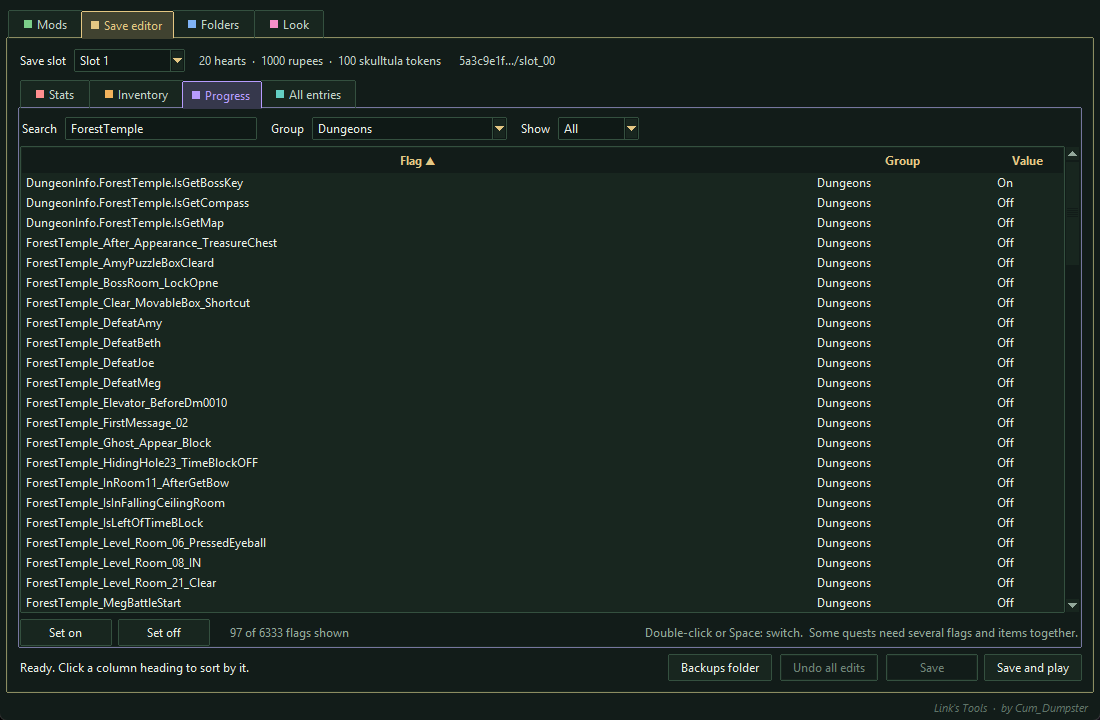 Mods Save editor Folders Look
Save slot Slot 1 20 hearts · 1000 rupees · 100 skulltula tokens 5a3c9e1f.../slot_00
Stats Inventory Progress All entries
Search ForestTemple Group Dungeons Show All
Flag ▲ Group Value
DungeonInfo.ForestTemple.IsGetBossKey Dungeons On
DungeonInfo.ForestTemple.IsGetCompass Dungeons Off
DungeonInfo.ForestTemple.IsGetMap Dungeons Off
ForestTemple_After_Appearance_TreasureChest Dungeons Off
ForestTemple_AmyPuzzleBoxCleard Dungeons Off
ForestTemple_BossRoom_LockOpne Dungeons Off
ForestTemple_Clear_MovableBox_Shortcut Dungeons Off
ForestTemple_DefeatAmy Dungeons Off
ForestTemple_DefeatBeth Dungeons Off
ForestTemple_DefeatJoe Dungeons Off
ForestTemple_DefeatMeg Dungeons Off
ForestTemple_Elevator_BeforeDm0010 Dungeons Off
ForestTemple_FirstMessage_02 Dungeons Off
ForestTemple_Ghost_Appear_Block Dungeons Off
ForestTemple_HidingHole23_TimeBlockOFF Dungeons Off
ForestTemple_InRoom11_AfterGetBow Dungeons Off
ForestTemple_IsInFallingCeilingRoom Dungeons Off
ForestTemple_IsLeftOfTimeBLock Dungeons Off
ForestTemple_Level_Room_06_PressedEyeball Dungeons Off
ForestTemple_Level_Room_08_IN Dungeons Off
ForestTemple_Level_Room_21_Clear Dungeons Off
ForestTemple_MegBattleStart Dungeons Off
Set on Set off 97 of 6333 flags shown Double-click or Space: switch. Some quests need several flags and items together.
Ready. Click a column heading to sort by it. Backups folder Undo all edits Save Save and play
Link's Tools · by Cum_Dumpster